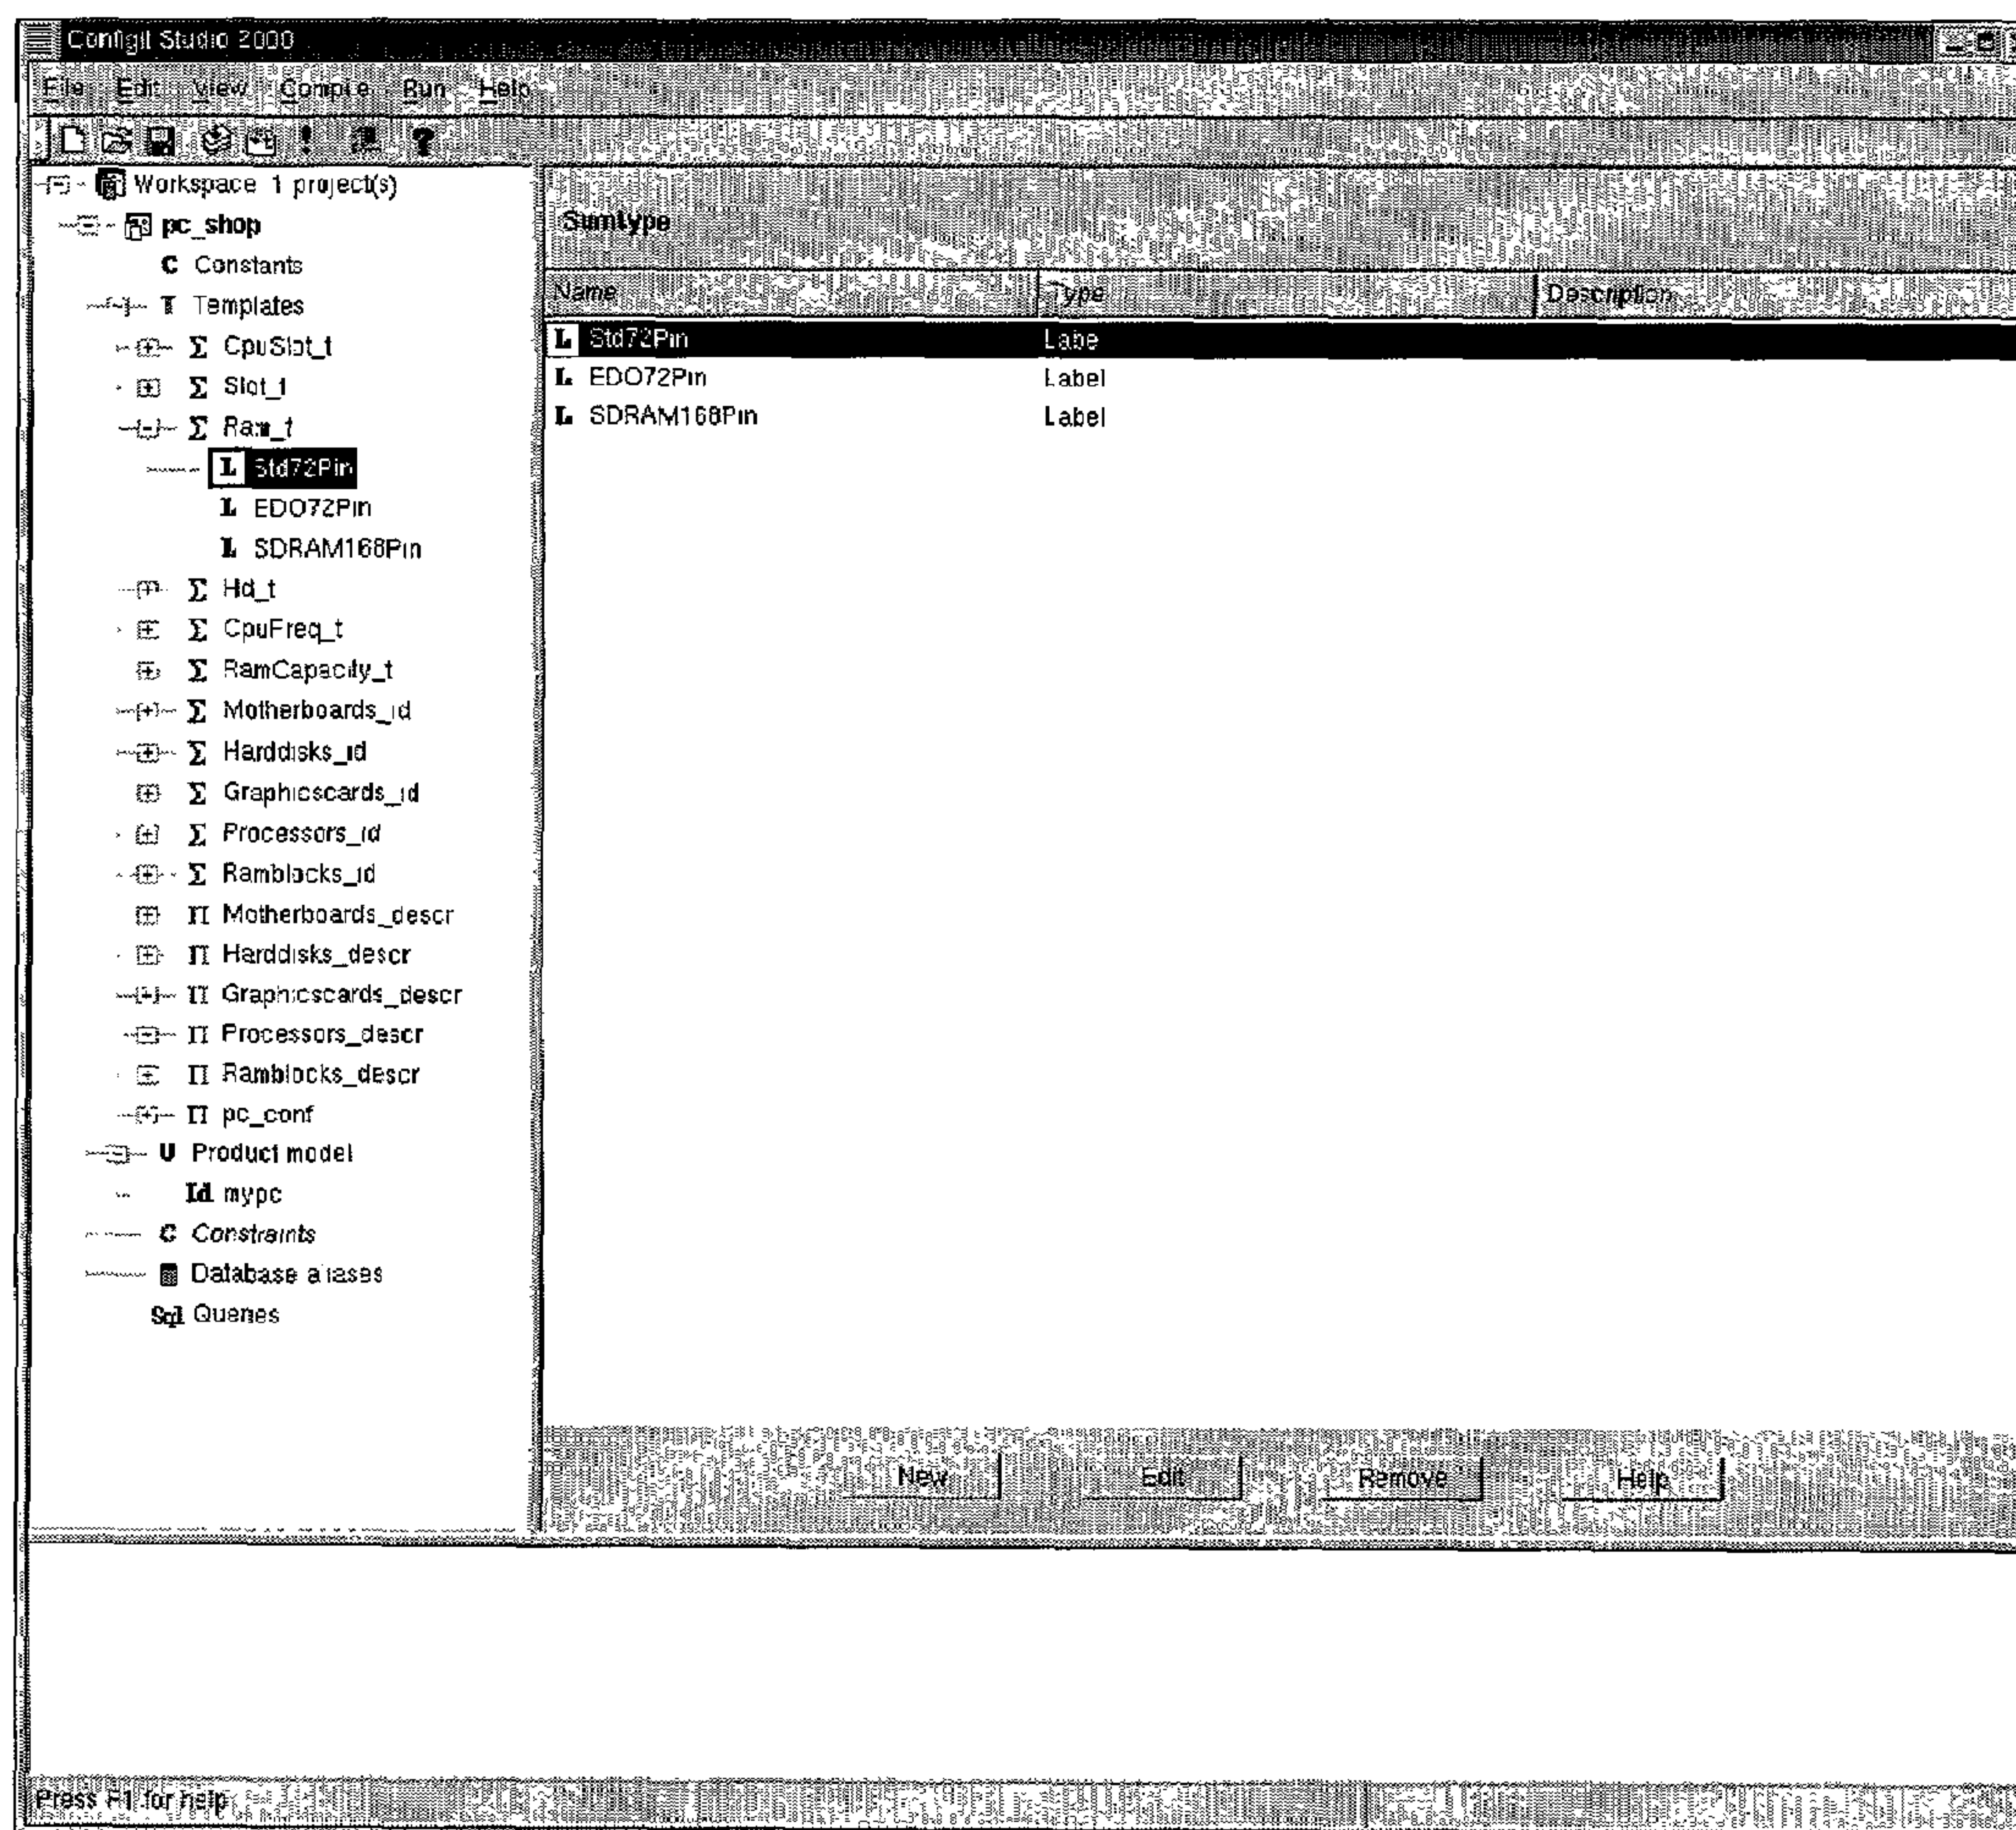 Configit Studio 2000
File Edit View Compile Run Help
Workspace 1 project(s)
pc_shop
C Constants
T Templates
Σ CpuSlot_t
Σ Slot_t
Σ Ram_t
L Std72Pin
L EDO72Pin
L SDRAM168Pin
Σ Hd_t
Σ CpuFreq_t
Σ RamCapacity_t
Σ Motherboards_id
Σ Harddisks_id
Σ Graphicscards_id
Σ Processors_id
Σ Ramblocks_id
Π Motherboards_descr
Π Harddisks_descr
Π Graphicscards_descr
Π Processors_descr
Π Ramblocks_descr
Π pc_conf
U Product model
Id mypc
C Constraints
Database aliases
Sql Queries
Sumtype
Name Type Description
L Std72Pin Label
L EDO72Pin Label
L SDRAM168Pin Label
New Edit Remove Help
Press F1 for help